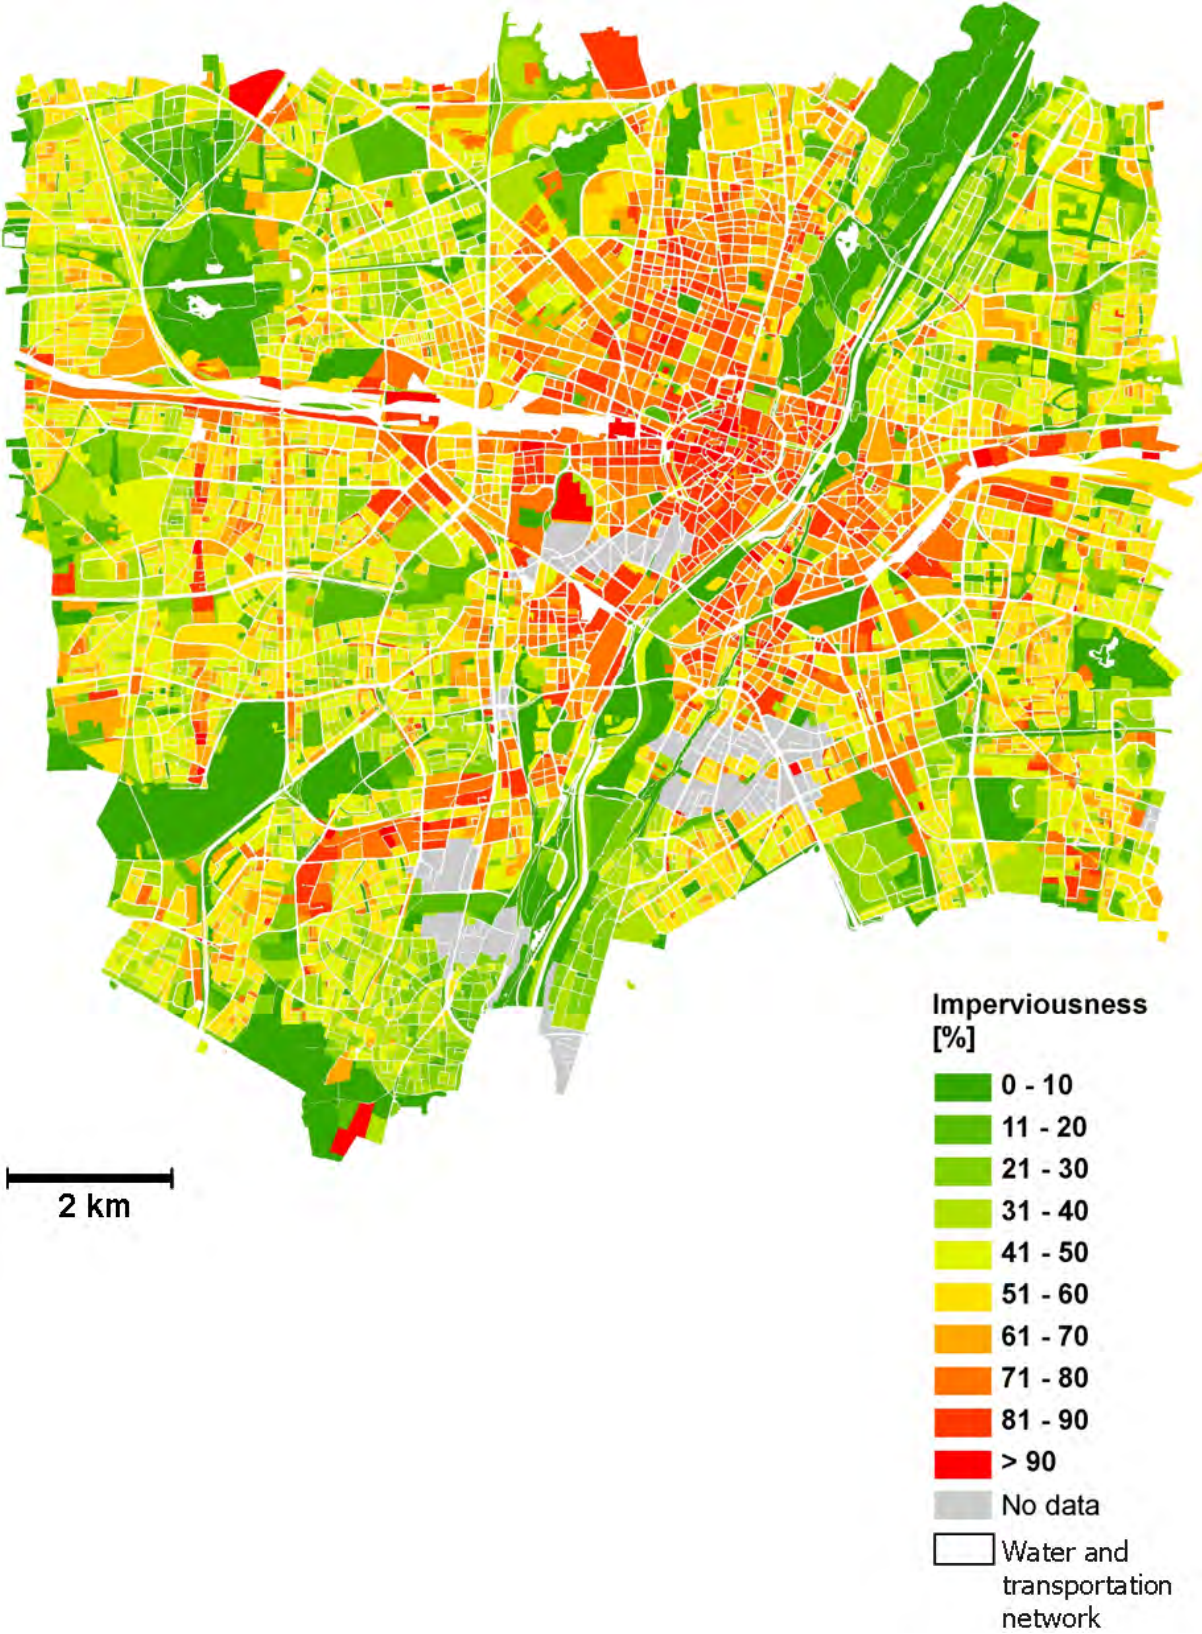 2 km
Imperviousness
[%]
0 - 10
11 - 20
21 - 30
31 - 40
41 - 50
51 - 60
61 - 70
71 - 80
81 - 90
> 90
No data
Water and
transportation
network